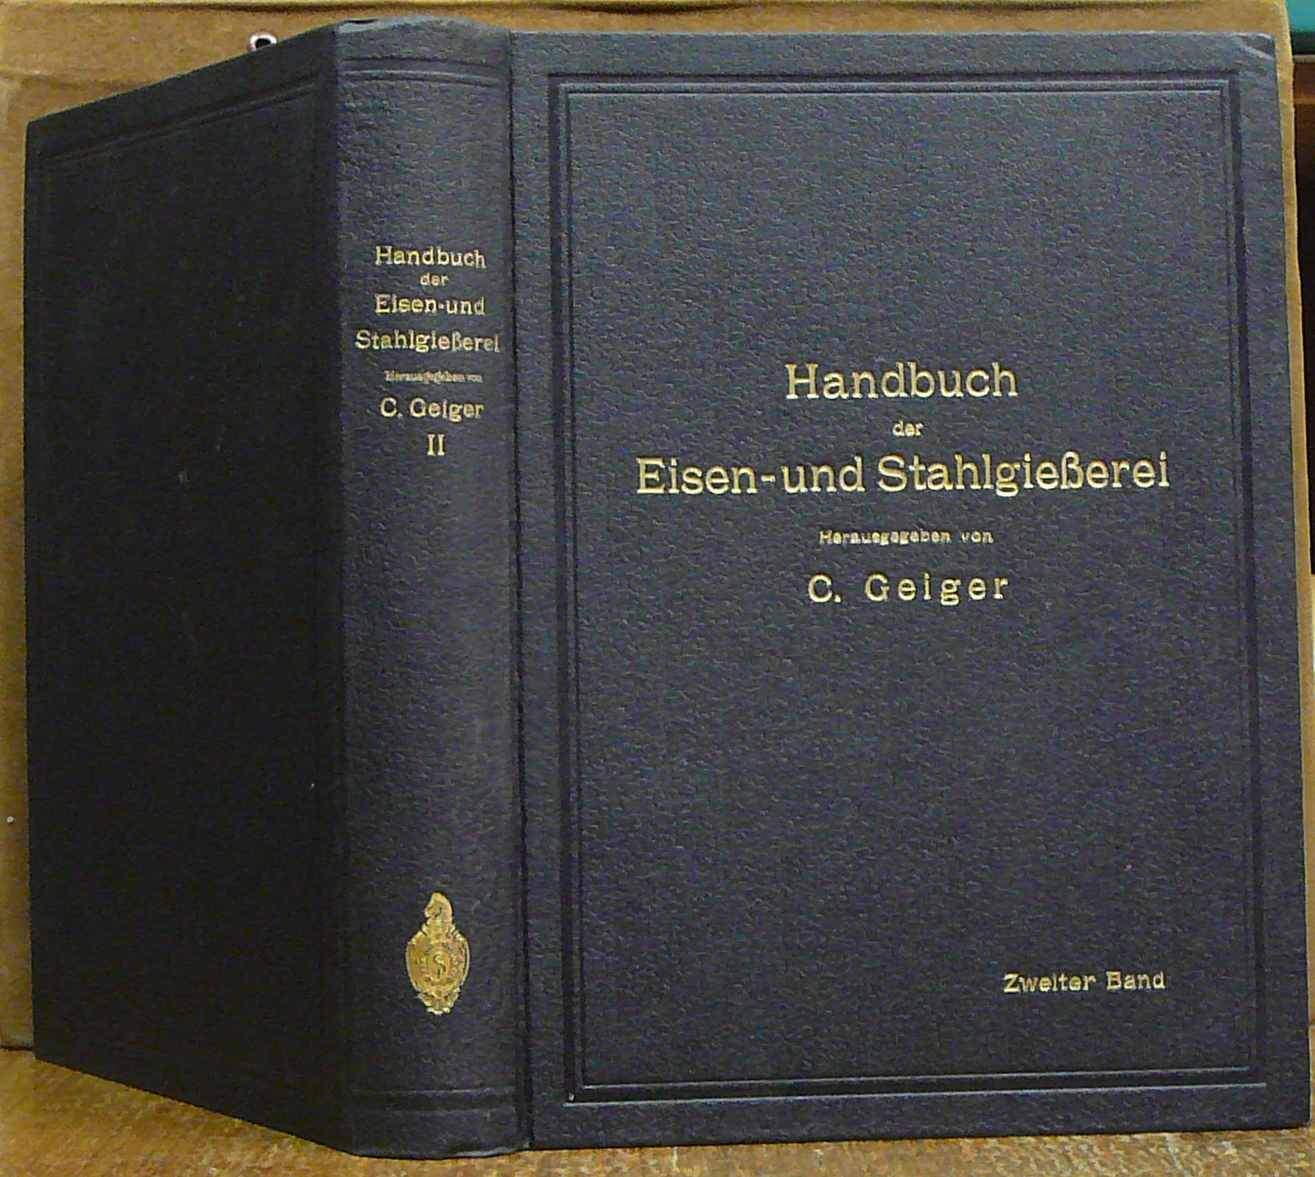 Handbuch
der
Eisen-und
Stahlgießerei
Herausgegeben von
C. Geiger
II
S
Handbuch
der
Eisen-und Stahlgießerei
Herausgegeben von
C. Geiger
Zweiter Band